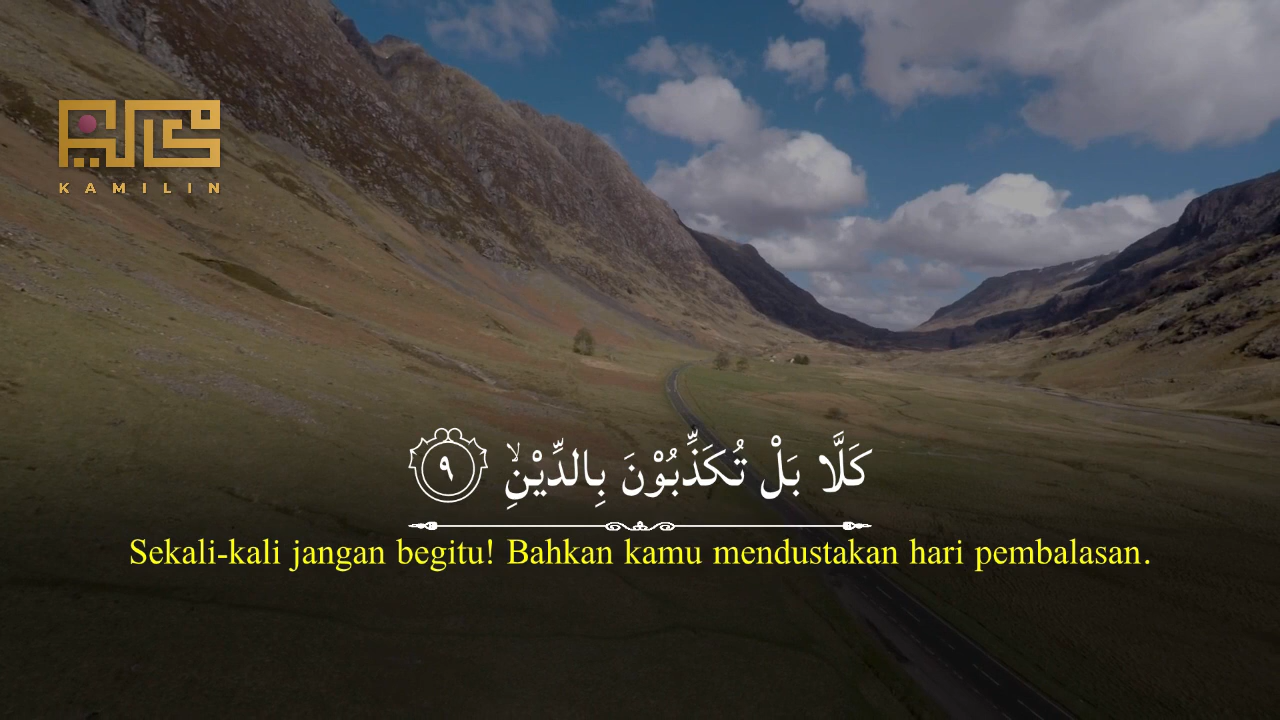 KAMILIN
كَلَّا بَلْ تُكَذِّبُوْنَ بِالدِّيْنِۙ ٩
Sekali-kali jangan begitu! Bahkan kamu mendustakan hari pembalasan.